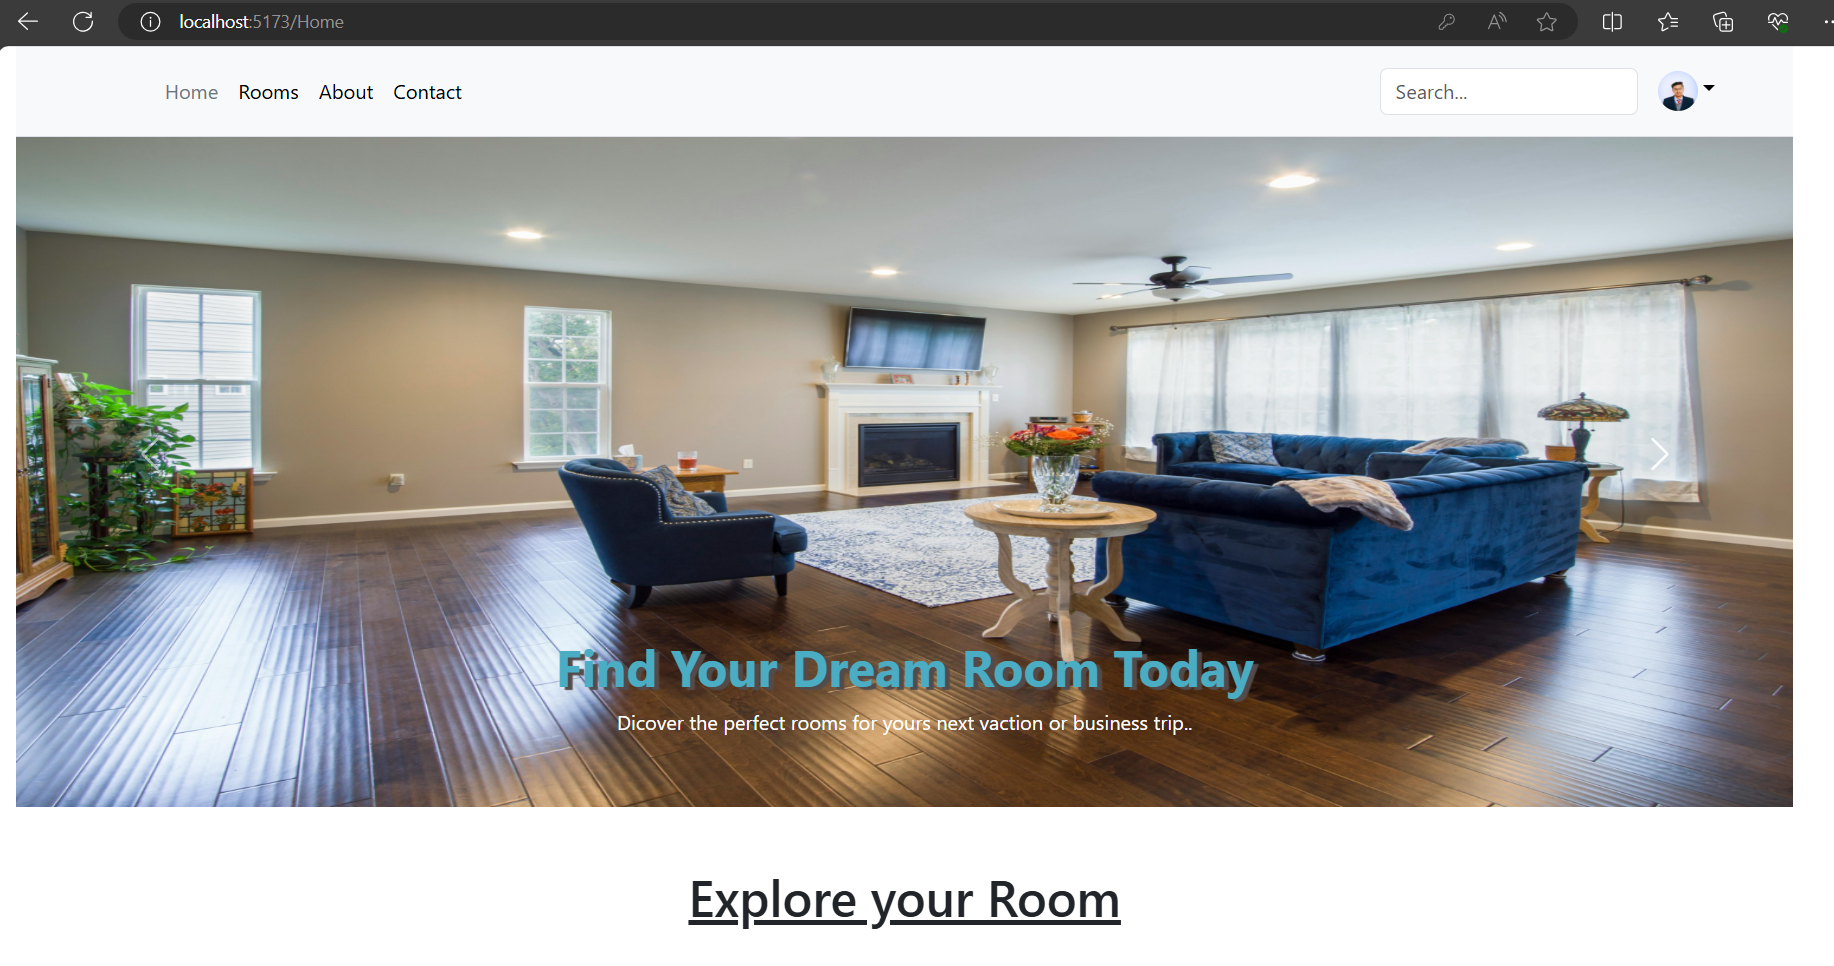 localhost:5173/Home
Home Rooms About Contact Search...
Find Your Dream Room Today
Dicover the perfect rooms for yours next vaction or business trip..
Explore your Room